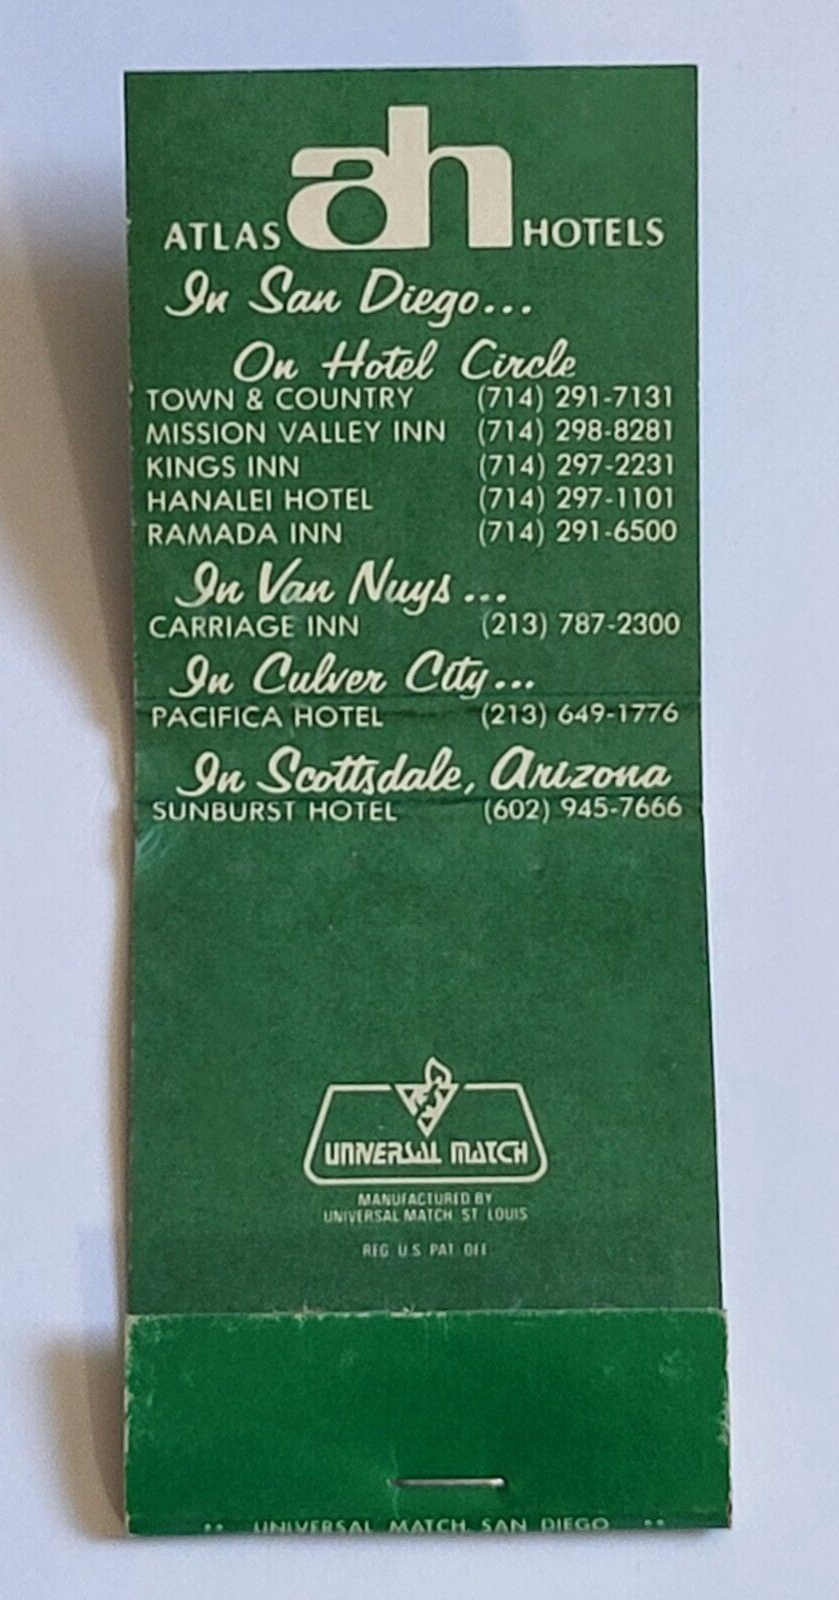 ah
ATLAS HOTELS
In San Diego...
On Hotel Circle
TOWN & COUNTRY (714) 291-7131
MISSION VALLEY INN (714) 298-8281
KINGS INN (714) 297-2231
HANALEI HOTEL (714) 297-1101
RAMADA INN (714) 291-6500
In Van Nuys...
CARRIAGE INN (213) 787-2300
In Culver City...
PACIFICA HOTEL (213) 649-1776
In Scottsdale, Arizona
SUNBURST HOTEL (602) 945-7666
UNIVERSAL MATCH
MANUFACTURED BY
UNIVERSAL MATCH ST LOUIS
REG U.S. PAT. OFF.
UNIVERSAL MATCH, SAN DIEGO